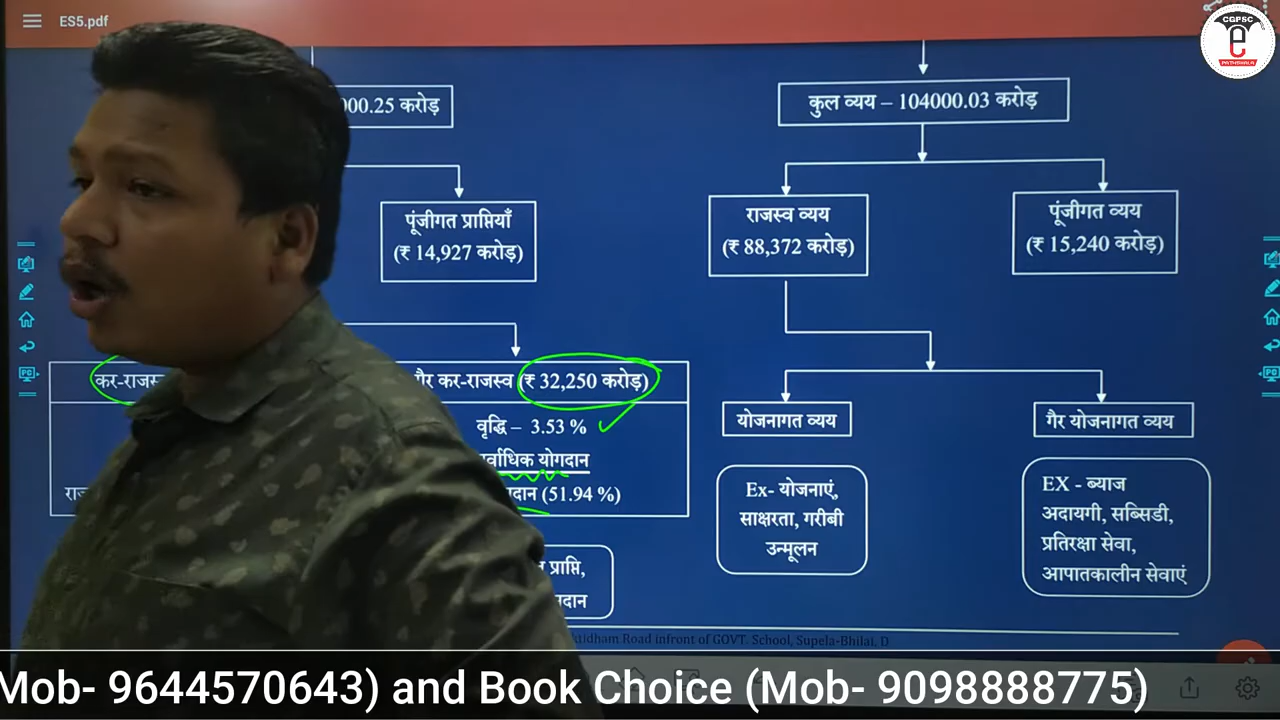 ES5.pdf
CGPSC
e
PATHSHALA
000.25 करोड़
कुल व्यय – 104000.03 करोड़
पूंजीगत प्राप्तियाँ
(₹ 14,927 करोड़)
राजस्व व्यय
(₹ 88,372 करोड़)
पूंजीगत व्यय
(₹ 15,240 करोड़)
कर-राजस्
गैर कर-राजस्व (₹ 32,250 करोड़)
वृद्धि – 3.53 %
र्वाधिक योगदान
दान (51.94 %)
योजनागत व्यय
गैर योजनागत व्यय
Ex- योजनाएं,
साक्षरता, गरीबी
उन्मूलन
EX - ब्याज
अदायगी, सब्सिडी,
प्रतिरक्षा सेवा,
आपातकालीन सेवाएं
प्राप्ति,
दान
Road infront of GOVT. School, Supela-Bhilai, D
Mob- 9644570643) and Book Choice (Mob- 9098888775)